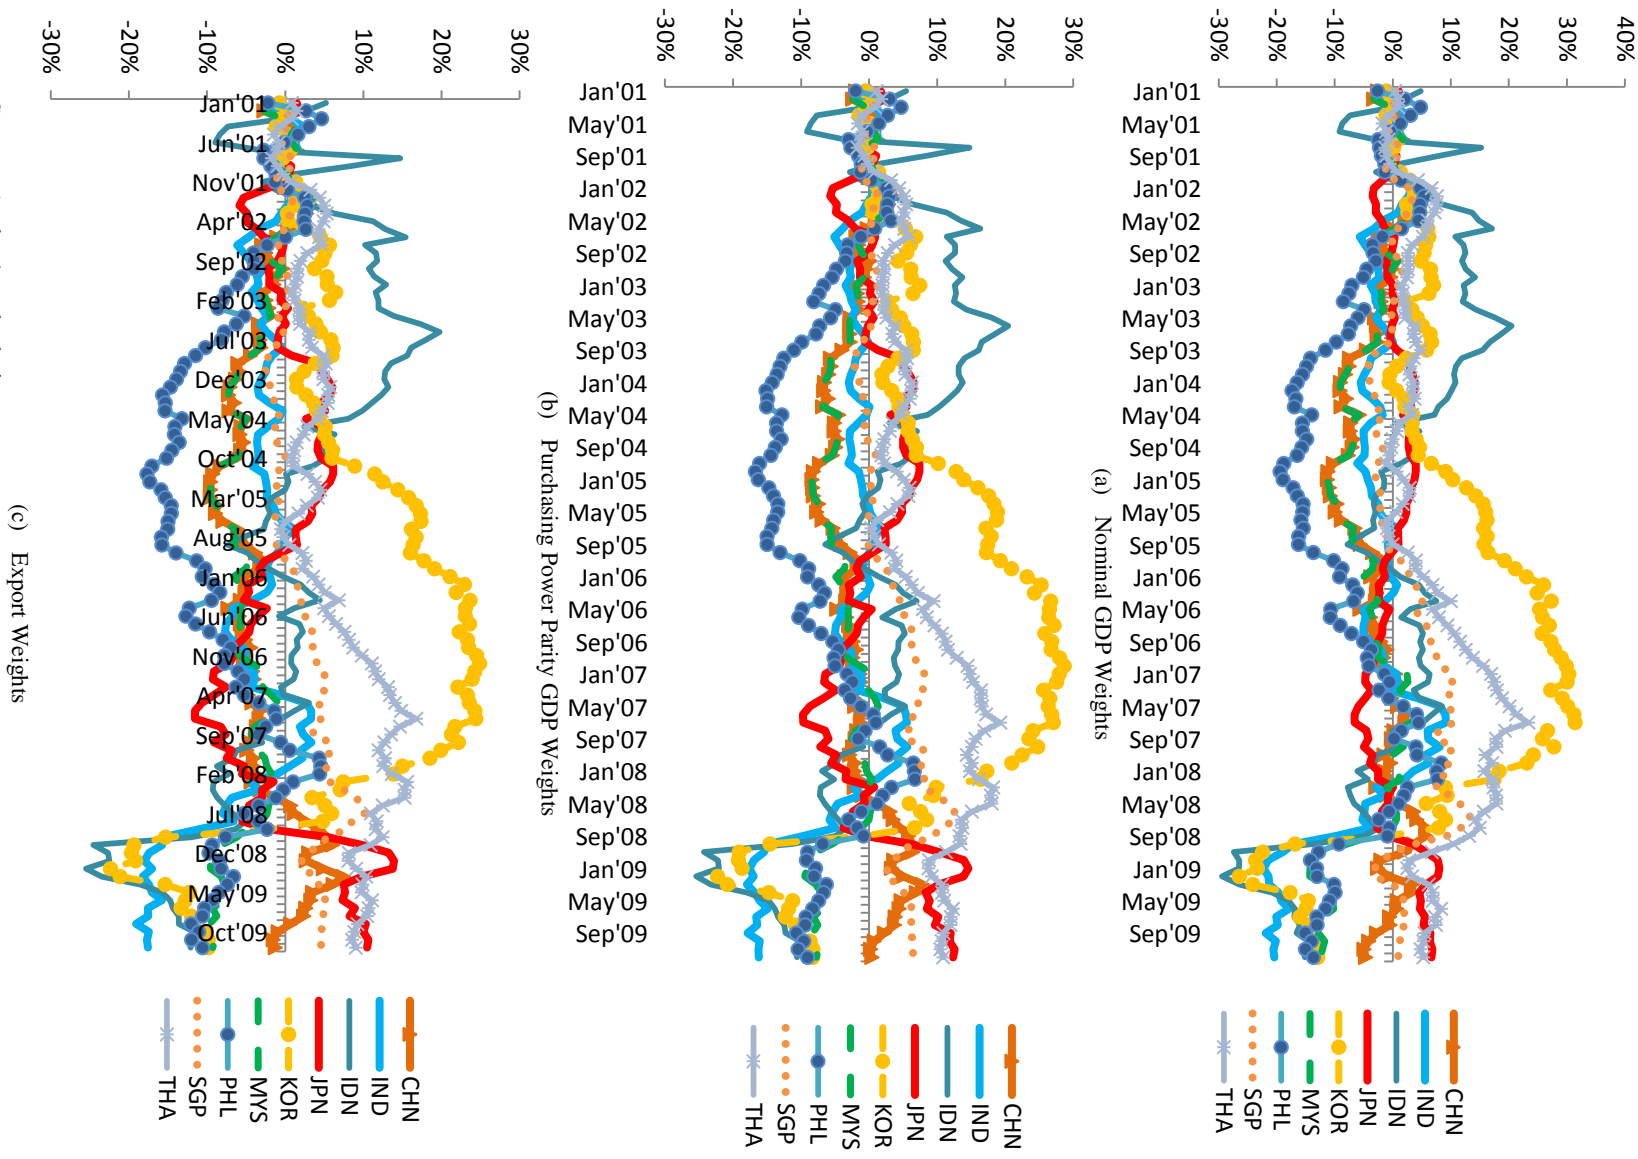 40%
30%
20%
10%
0%
-10%
-20%
-30%
Jan'01
May'01
Sep'01
Jan'02
May'02
Sep'02
Jan'03
May'03
Sep'03
Jan'04
May'04
Sep'04
Jan'05
May'05
Sep'05
Jan'06
May'06
Sep'06
Jan'07
May'07
Sep'07
Jan'08
May'08
Sep'08
Jan'09
May'09
Sep'09
CHN
IND
IDN
JPN
KOR
MYS
PHL
SGP
THA
(a) Nominal GDP Weights
30%
20%
10%
0%
-10%
-20%
-30%
Jan'01
May'01
Sep'01
Jan'02
May'02
Sep'02
Jan'03
May'03
Sep'03
Jan'04
May'04
Sep'04
Jan'05
May'05
Sep'05
Jan'06
May'06
Sep'06
Jan'07
May'07
Sep'07
Jan'08
May'08
Sep'08
Jan'09
May'09
Sep'09
CHN
IND
IDN
JPN
KOR
MYS
PHL
SGP
THA
(b) Purchasing Power Parity GDP Weights
30%
20%
10%
0%
-10%
-20%
-30%
Jan'01
Jun'01
Nov'01
Apr'02
Sep'02
Feb'03
Jul'03
Dec'03
May'04
Oct'04
Mar'05
Aug'05
Jan'06
Jun'06
Nov'06
Apr'07
Sep'07
Feb'08
Jul'08
Dec'08
May'09
Oct'09
CHN
IND
IDN
JPN
KOR
MYS
PHL
SGP
THA
(c) Export Weights